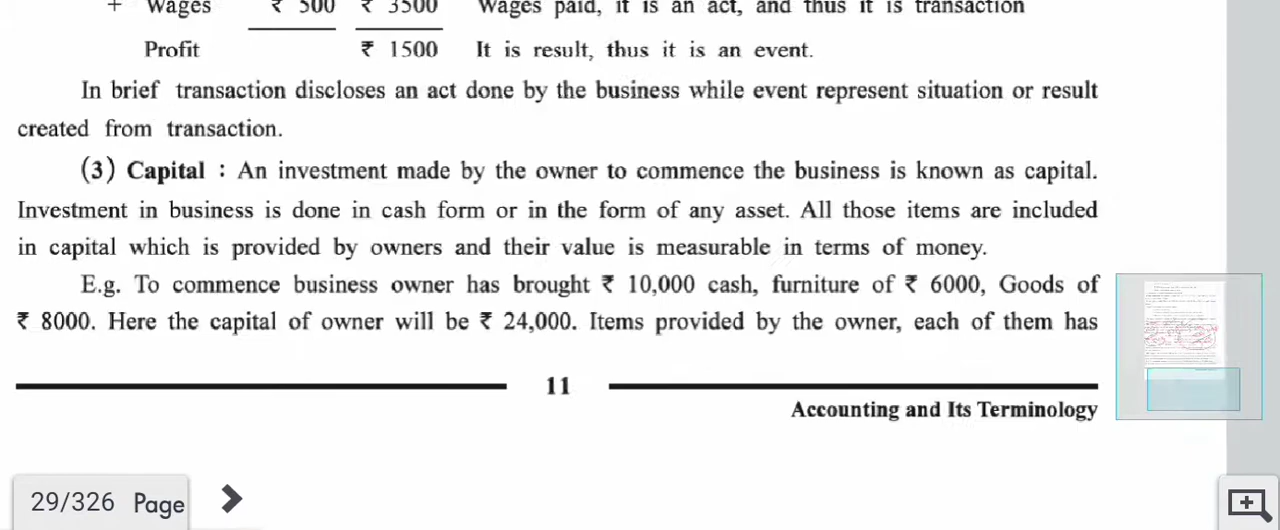 + Wages ₹ 500 ₹ 3500 Wages paid, it is an act, and thus it is transaction
Profit ₹ 1500 It is result, thus it is an event.
In brief transaction discloses an act done by the business while event represent situation or result
created from transaction.
(3) Capital : An investment made by the owner to commence the business is known as capital.
Investment in business is done in cash form or in the form of any asset. All those items are included
in capital which is provided by owners and their value is measurable in terms of money.
E.g. To commence business owner has brought ₹ 10,000 cash, furniture of ₹ 6000, Goods of
₹ 8000. Here the capital of owner will be ₹ 24,000. Items provided by the owner, each of them has
11
Accounting and Its Terminology
29/326 Page